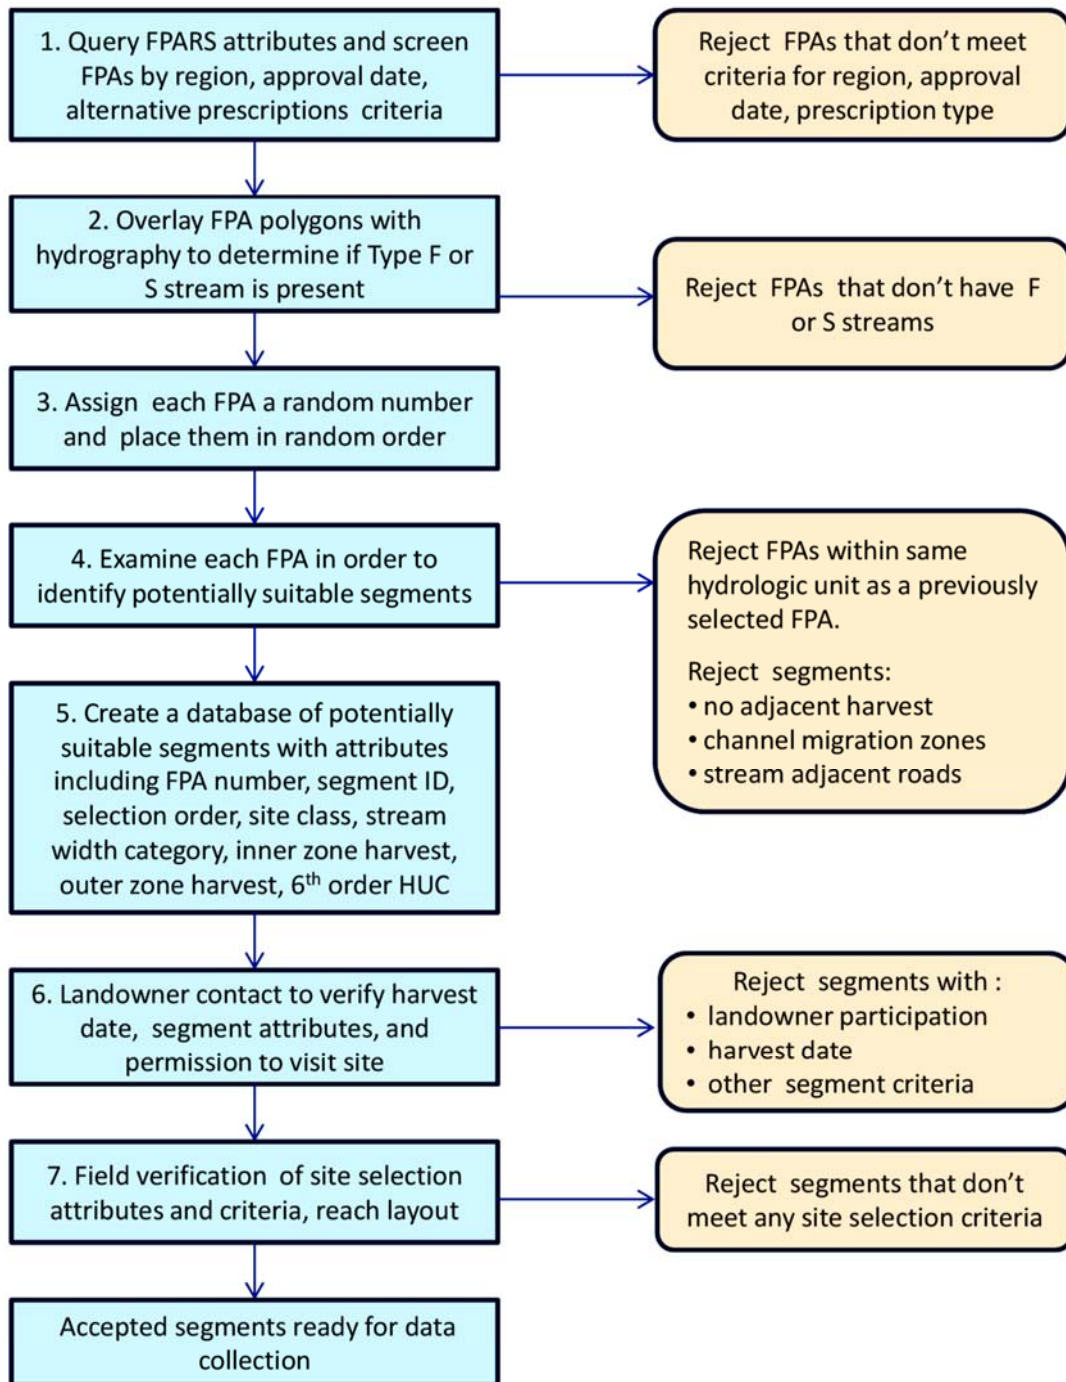 1. Query FPARS attributes and screen
FPAs by region, approval date,
alternative prescriptions criteria
Reject FPAs that don't meet
criteria for region, approval
date, prescription type
2. Overlay FPA polygons with
hydrography to determine if Type F or
S stream is present
Reject FPAs that don't have F
or S streams
3. Assign each FPA a random number
and place them in random order
4. Examine each FPA in order to
identify potentially suitable segments
Reject FPAs within same
hydrologic unit as a previously
selected FPA.
Reject segments:
• no adjacent harvest
• channel migration zones
• stream adjacent roads
5. Create a database of potentially
suitable segments with attributes
including FPA number, segment ID,
selection order, site class, stream
width category, inner zone harvest,
outer zone harvest, 6th order HUC
6. Landowner contact to verify harvest
date, segment attributes, and
permission to visit site
Reject segments with :
• landowner participation
• harvest date
• other segment criteria
7. Field verification of site selection
attributes and criteria, reach layout
Reject segments that don't
meet any site selection criteria
Accepted segments ready for data
collection